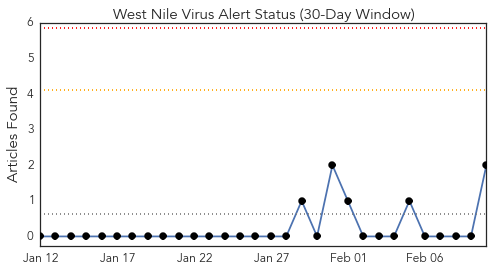 West Nile Virus Alert Status (30-Day Window)
Articles Found
6
5
4
3
2
1
0
Jan 12 Jan 17 Jan 22 Jan 27 Feb 01 Feb 06